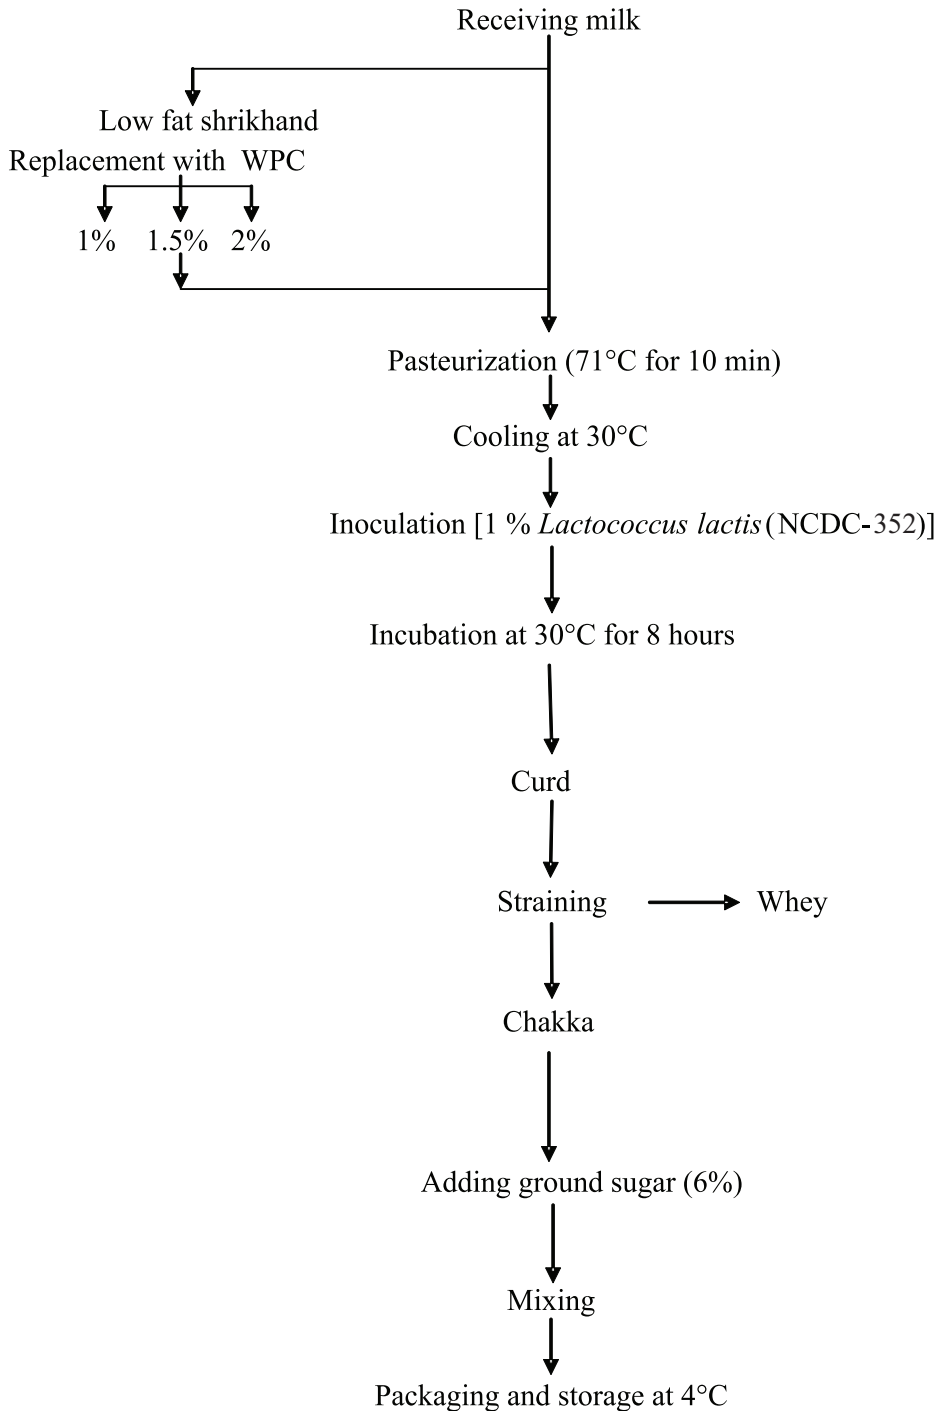 Receiving milk
Low fat shrikhand
Replacement with WPC
1% 1.5% 2%
Pasteurization (71°C for 10 min)
Cooling at 30°C
Inoculation [1 % Lactococcus lactis (NCDC-352)]
Incubation at 30°C for 8 hours
Curd
Straining Whey
Chakka
Adding ground sugar (6%)
Mixing
Packaging and storage at 4°C